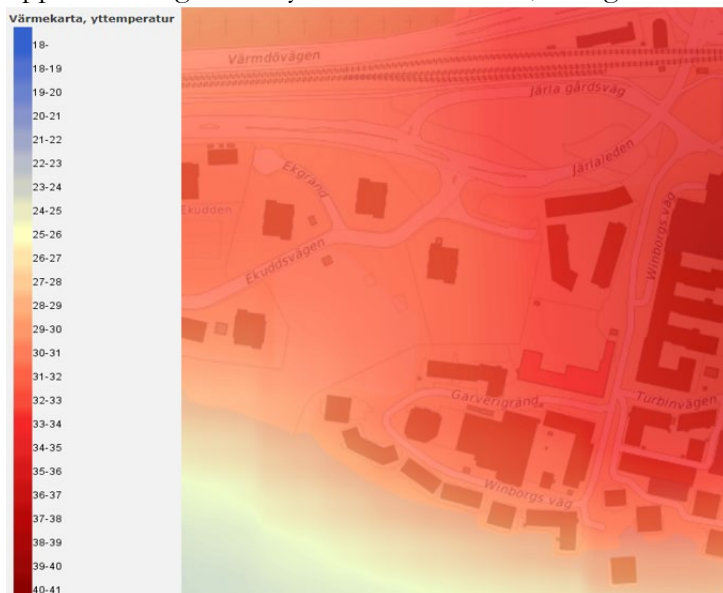 Värmekarta, yttemperatur
18-
18-19
19-20
20-21
21-22
22-23
23-24
24-25
25-26
26-27
27-28
28-29
29-30
30-31
31-32
32-33
33-34
34-35
35-36
36-37
37-38
38-39
39-40
40-41
Värmdövägen
Järla gårdsväg
Järlaleden
Ekgränd
Ekudden
Ekuddsvägen
Winborgs väg
Garverigränd
Turbinvägen
Winborgs väg